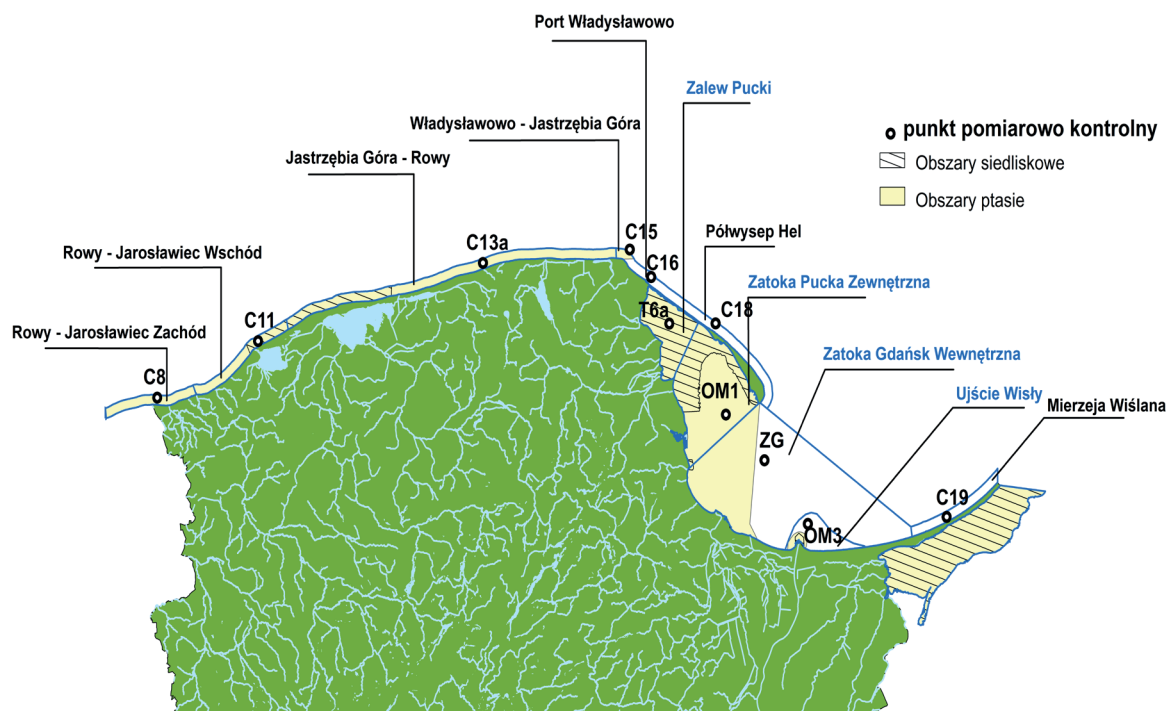 Port Władysławowo
Zalew Pucki
Władysławowo - Jastrzębia Góra
punkt pomiarowo kontrolny
Jastrzębia Góra - Rowy
Obszary siedliskowe
Obszary ptasie
Rowy - Jarosławiec Wschód
C13a
C15
Półwysep Hel
C16
Zatoka Pucka Zewnętrzna
Rowy - Jarosławiec Zachód
C11
T6a
C18
Zatoka Gdańsk Wewnętrzna
C8
OM1
Ujście Wisły
Mierzeja Wiślana
ZG
C19
OM3